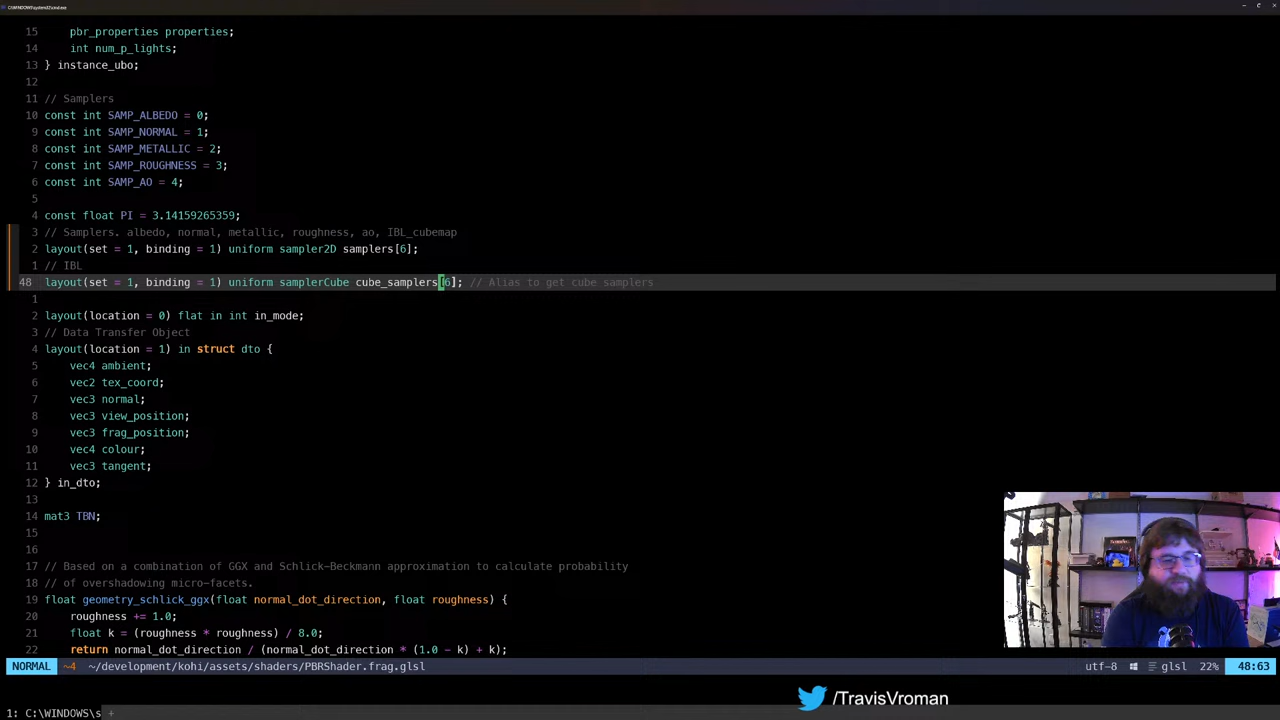 C:\WINDOWS\system32\cmd.exe
15 pbr_properties properties;
14 int num_p_lights;
13 } instance_ubo;
12
11 // Samplers
10 const int SAMP_ALBEDO = 0;
9 const int SAMP_NORMAL = 1;
8 const int SAMP_METALLIC = 2;
7 const int SAMP_ROUGHNESS = 3;
6 const int SAMP_AO = 4;
5
4 const float PI = 3.14159265359;
3 // Samplers. albedo, normal, metallic, roughness, ao, IBL_cubemap
2 layout(set = 1, binding = 1) uniform sampler2D samplers[6];
1 // IBL
48 layout(set = 1, binding = 1) uniform samplerCube cube_samplers[6]; // Alias to get cube samplers
1
2 layout(location = 0) flat in int in_mode;
3 // Data Transfer Object
4 layout(location = 1) in struct dto {
5 vec4 ambient;
6 vec2 tex_coord;
7 vec3 normal;
8 vec3 view_position;
9 vec3 frag_position;
10 vec4 colour;
11 vec3 tangent;
12 } in_dto;
13
14 mat3 TBN;
15
16
17 // Based on a combination of GGX and Schlick-Beckmann approximation to calculate probability
18 // of overshadowing micro-facets.
19 float geometry_schlick_ggx(float normal_dot_direction, float roughness) {
20 roughness += 1.0;
21 float k = (roughness * roughness) / 8.0;
22 return normal_dot_direction / (normal_dot_direction * (1.0 - k) + k);
NORMAL ~4 ~/development/kohi/assets/shaders/PBRShader.frag.glsl utf-8 glsl 22% 48:63
/TravisVroman
1: C:\WINDOWS\s +